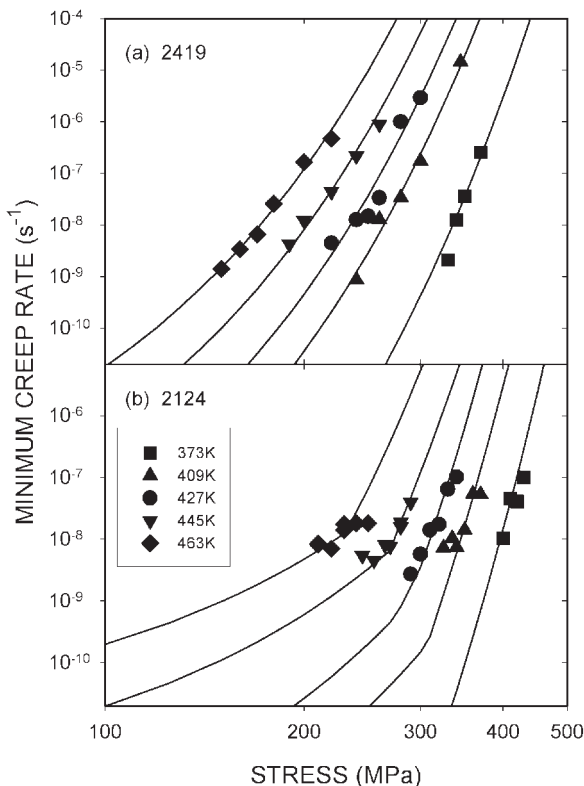 10⁻⁴
(a) 2419
10⁻⁵
10⁻⁶
10⁻⁷
10⁻⁸
10⁻⁹
10⁻¹⁰
MINIMUM CREEP RATE (s⁻¹)
(b) 2124
10⁻⁶
10⁻⁷
10⁻⁸
10⁻⁹
10⁻¹⁰
373K
409K
427K
445K
463K
100 200 300 400 500
STRESS (MPa)